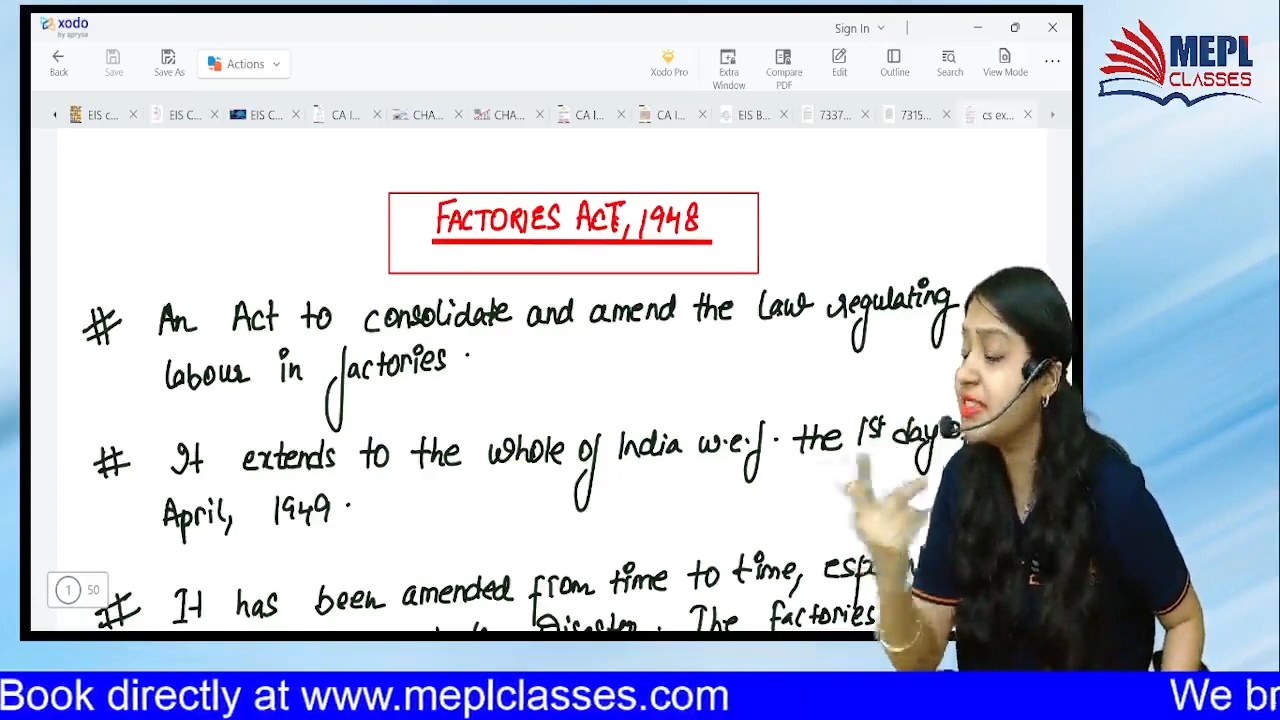 xodo
by apryse
Sign In
Back
Save
Save As
Actions
Xodo Pro
Extra
Window
Compare
PDF
Edit
Outline
Search
View Mode
EIS c...
EIS C...
EIS C...
CA I...
CHA...
CHA...
CA I...
CA I...
EIS B...
7337...
7315...
cs ex...
MEPL
CLASSES
FACTORIES ACT, 1948
# An Act to consolidate and amend the law regulating
labour in factories.
# It extends to the whole of India w.e.f. the 1st day
April, 1949.
# It has been amended from time to time,
Disaster. The factories
1 50
Book directly at www.meplclasses.com
We br